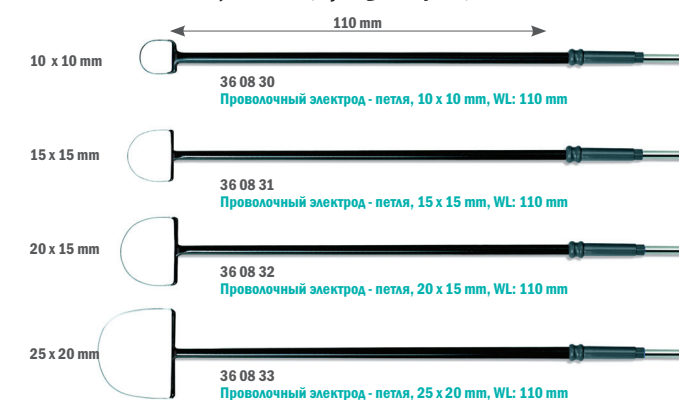 110 mm
10 x 10 mm
36 08 30
Проволочный электрод - петля, 10 x 10 mm, WL: 110 mm
15 x 15 mm
36 08 31
Проволочный электрод - петля, 15 x 15 mm, WL: 110 mm
20 x 15 mm
36 08 32
Проволочный электрод - петля, 20 x 15 mm, WL: 110 mm
25 x 20 mm
36 08 33
Проволочный электрод - петля, 25 x 20 mm, WL: 110 mm